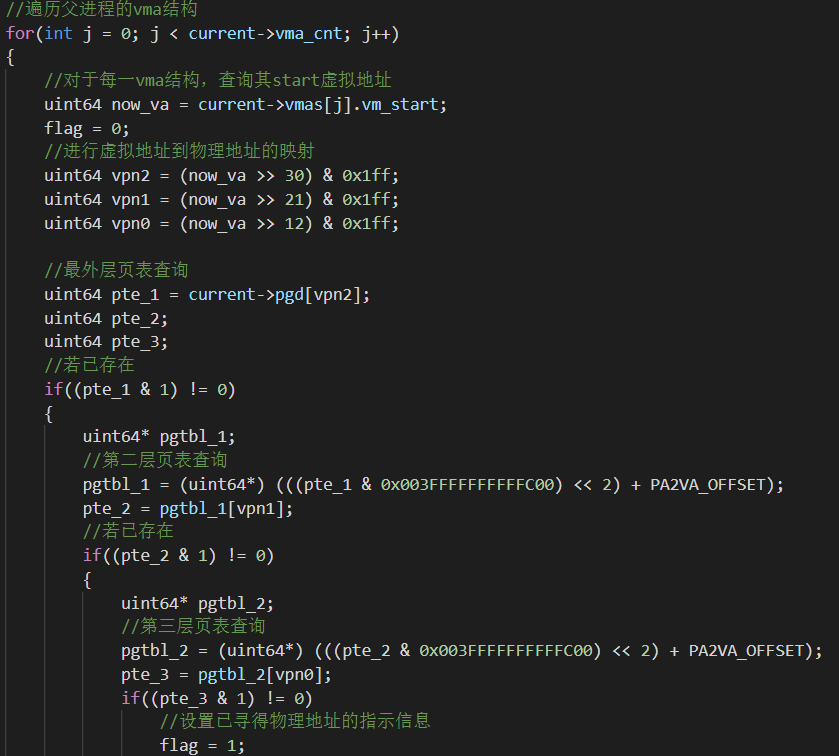 //遍历父进程的vma结构
for(int j = 0; j < current->vma_cnt; j++)
{
    //对于每一vma结构，查询其start虚拟地址
    uint64 now_va = current->vmas[j].vm_start;
    flag = 0;
    //进行虚拟地址到物理地址的映射
    uint64 vpn2 = (now_va >> 30) & 0x1ff;
    uint64 vpn1 = (now_va >> 21) & 0x1ff;
    uint64 vpn0 = (now_va >> 12) & 0x1ff;

    //最外层页表查询
    uint64 pte_1 = current->pgd[vpn2];
    uint64 pte_2;
    uint64 pte_3;
    //若已存在
    if((pte_1 & 1) != 0)
    {
        uint64* pgtbl_1;
        //第二层页表查询
        pgtbl_1 = (uint64*) (((pte_1 & 0x003FFFFFFFFFFC00) << 2) + PA2VA_OFFSET);
        pte_2 = pgtbl_1[vpn1];
        //若已存在
        if((pte_2 & 1) != 0)
        {
            uint64* pgtbl_2;
            //第三层页表查询
            pgtbl_2 = (uint64*) (((pte_2 & 0x003FFFFFFFFFFC00) << 2) + PA2VA_OFFSET);
            pte_3 = pgtbl_2[vpn0];
            if((pte_3 & 1) != 0)
                //设置已寻得物理地址的指示信息
                flag = 1;